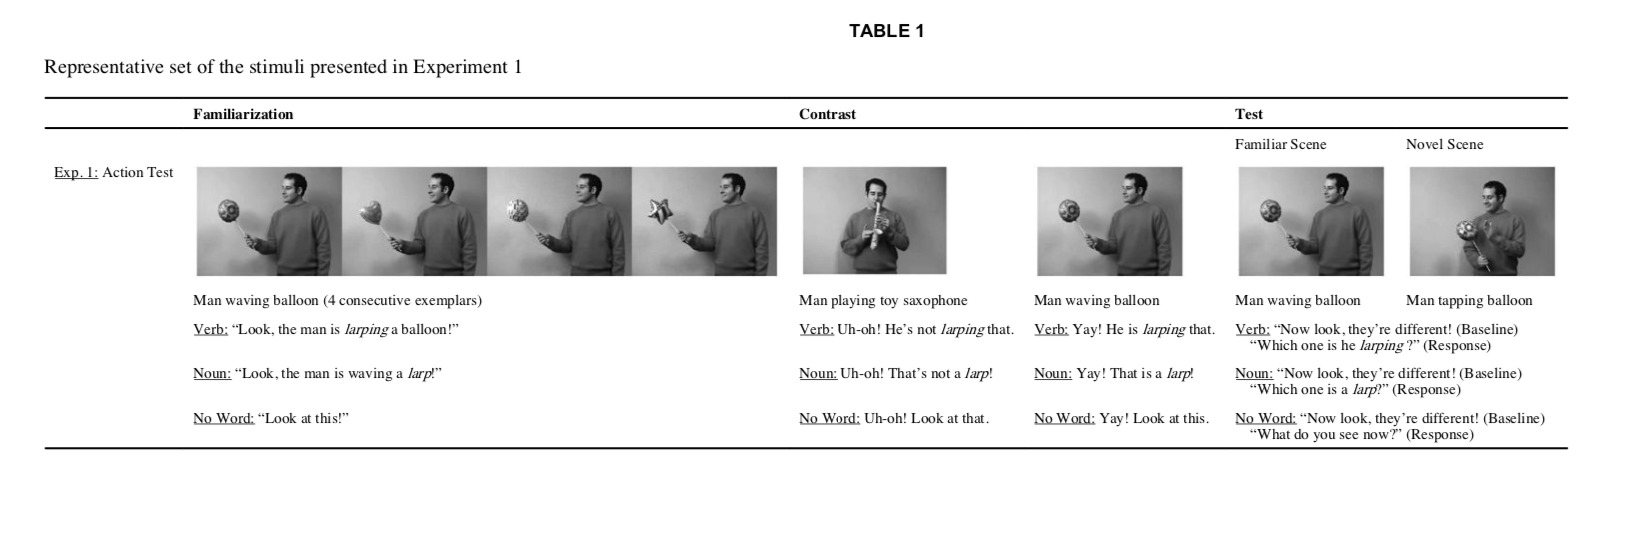 TABLE 1
Representative set of the stimuli presented in Experiment 1
Familiarization Contrast Test
Familiar Scene Novel Scene
Exp. 1: Action Test
Man waving balloon (4 consecutive exemplars) Man playing toy saxophone Man waving balloon Man waving balloon Man tapping balloon
Verb: “Look, the man is larping a balloon!” Verb: Uh-oh! He’s not larping that. Verb: Yay! He is larping that. Verb: “Now look, they’re different! (Baseline)
“Which one is he larping ?” (Response)
Noun: “Look, the man is waving a larp!” Noun: Uh-oh! That’s not a larp! Noun: Yay! That is a larp! Noun: “Now look, they’re different! (Baseline)
“Which one is a larp?” (Response)
No Word: “Look at this!” No Word: Uh-oh! Look at that. No Word: Yay! Look at this. No Word: “Now look, they’re different! (Baseline)
“What do you see now?” (Response)